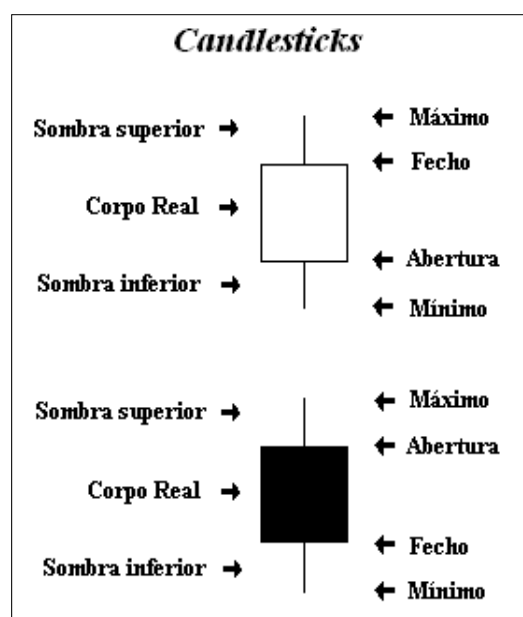 Candlesticks
Sombra superior
Máximo
Fecho
Corpo Real
Abertura
Sombra inferior
Mínimo
Sombra superior
Máximo
Abertura
Corpo Real
Fecho
Sombra inferior
Mínimo